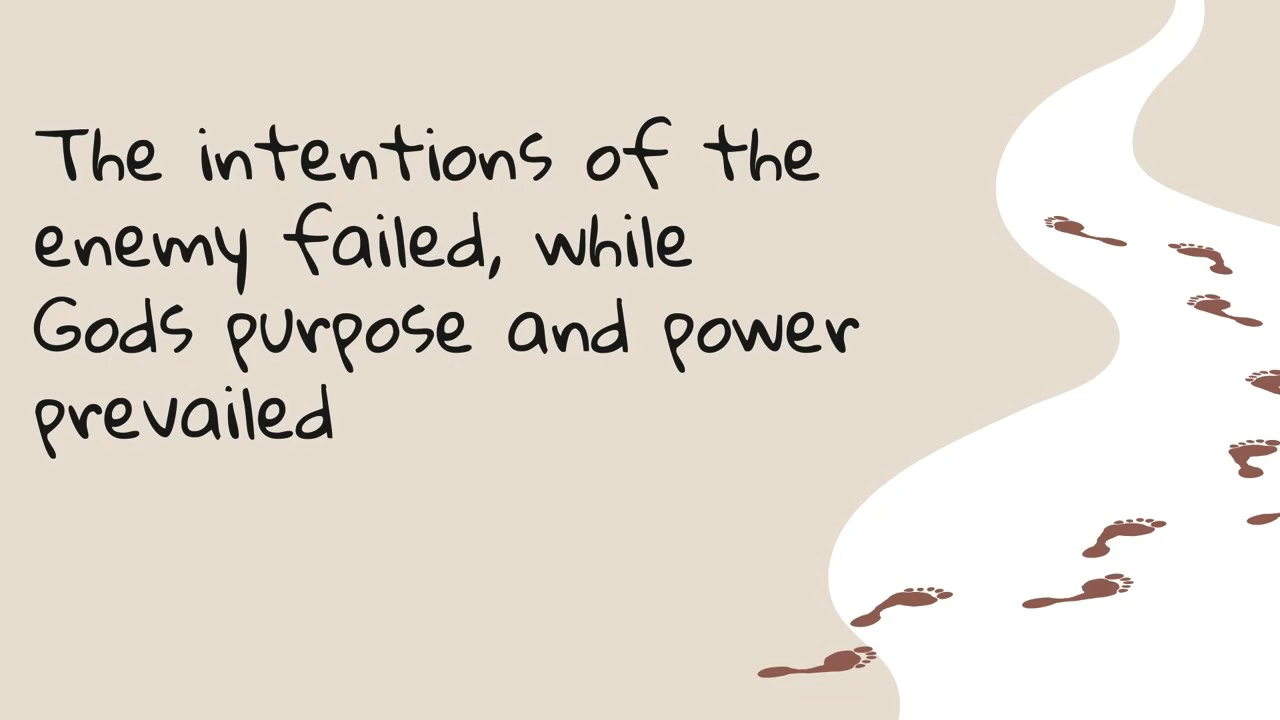 The intentions of the
enemy failed, while
Gods purpose and power
prevailed